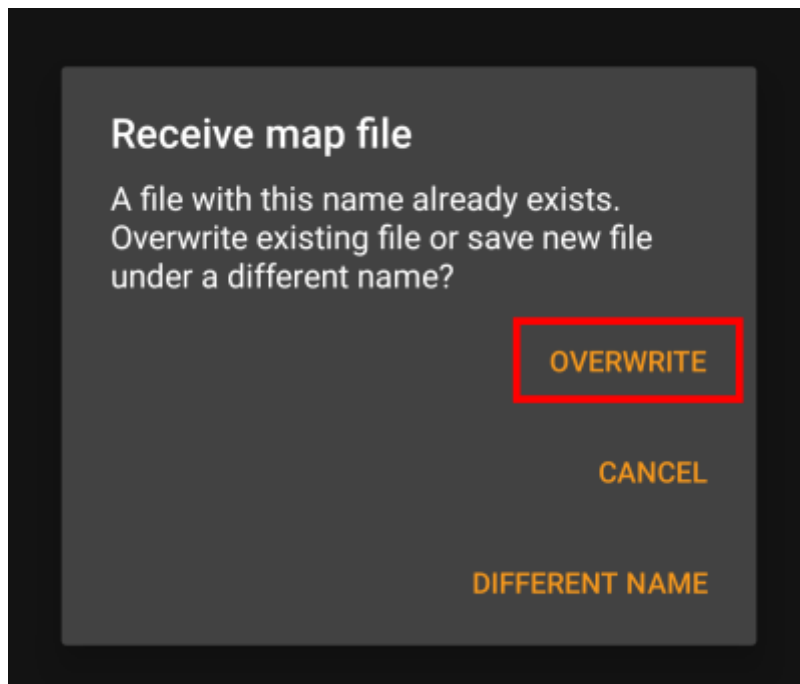 Receive map file
A file with this name already exists.
Overwrite existing file or save new file
under a different name?
OVERWRITE
CANCEL
DIFFERENT NAME